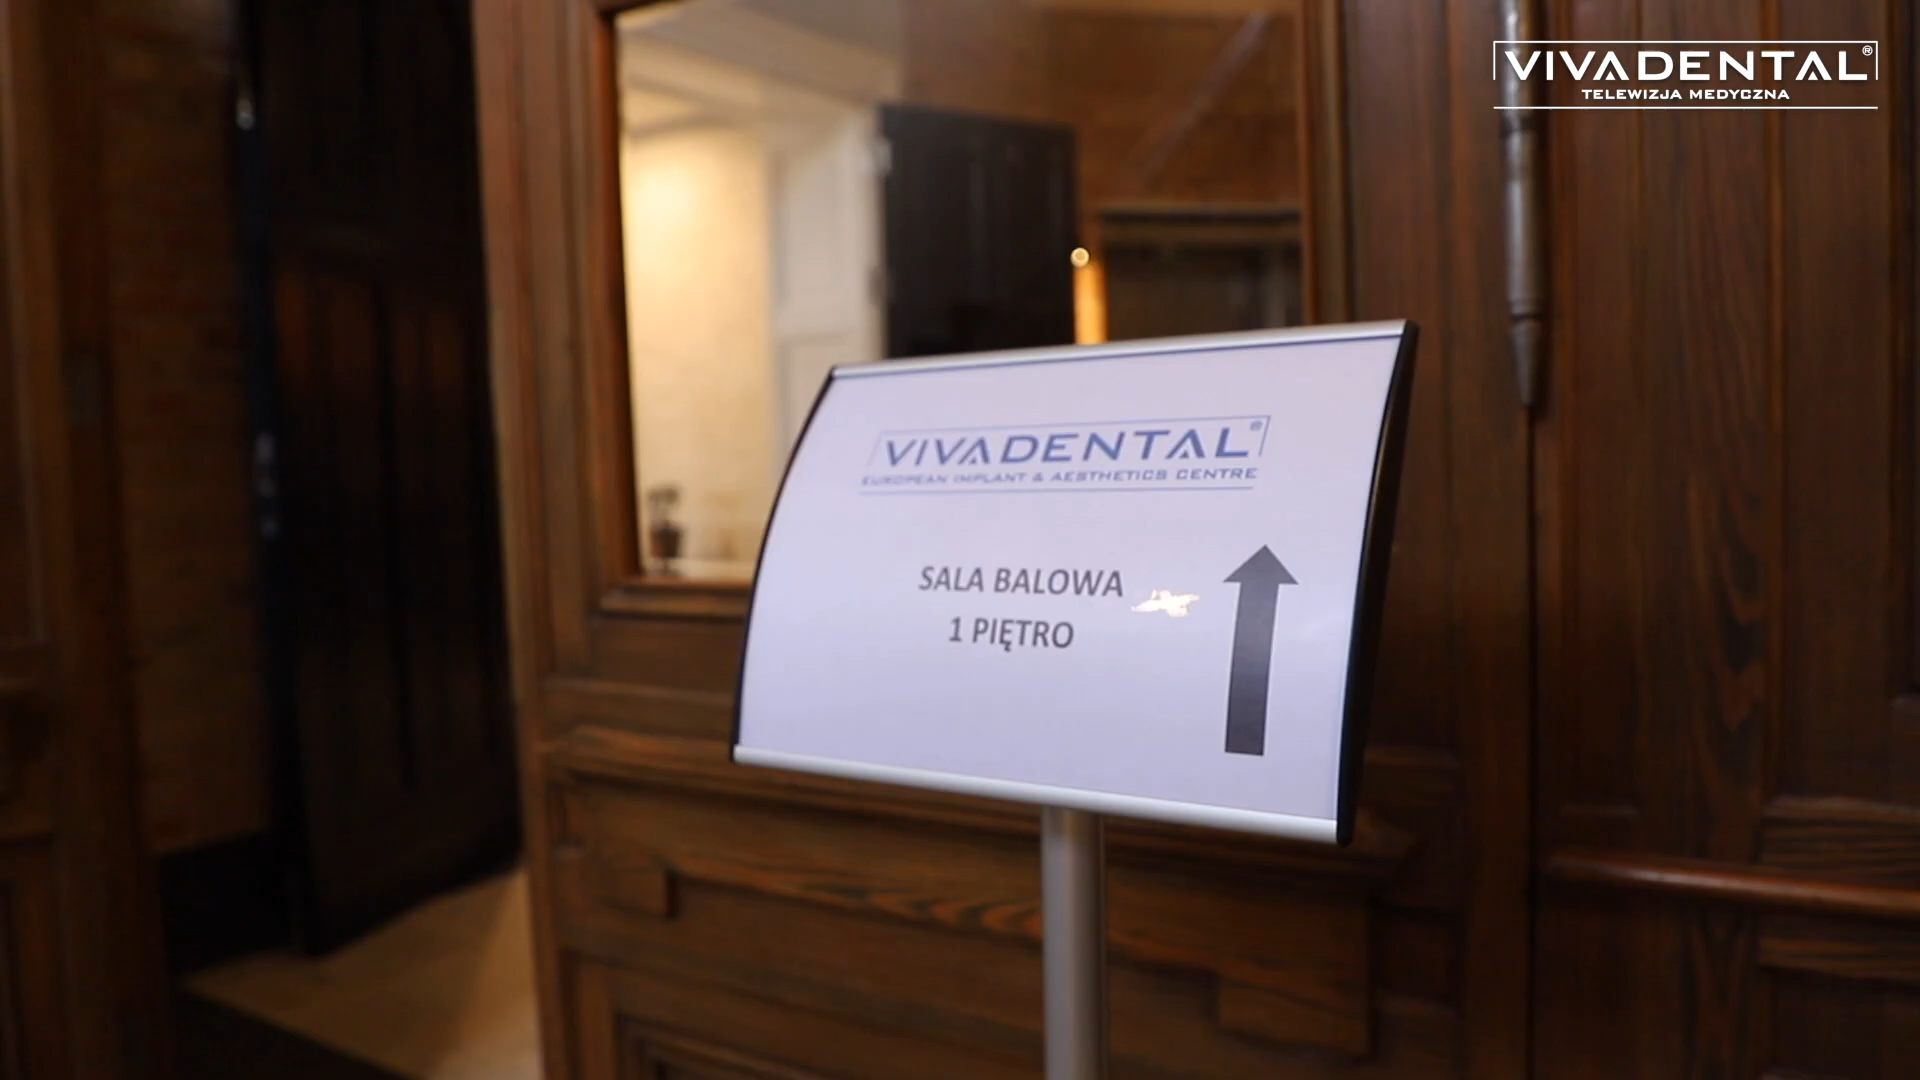 VIVADENTAL®
TELEWIZJA MEDYCZNA
VIVADENTAL®
EUROPEAN IMPLANT & AESTHETICS CENTRE
SALA BALOWA
1 PIĘTRO